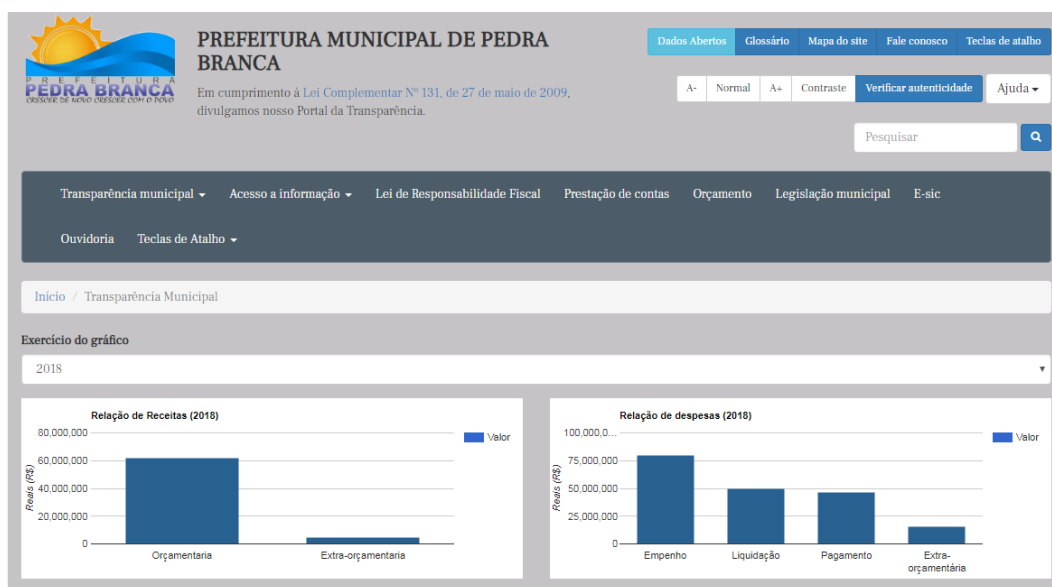 PREFEITURA
PEDRA BRANCA
CRESCER DE NOVO CRESCER COM O POVO
PREFEITURA MUNICIPAL DE PEDRA
BRANCA
Em cumprimento à Lei Complementar Nº 131, de 27 de maio de 2009,
divulgamos nosso Portal da Transparência.
Dados Abertos Glossário Mapa do site Fale conosco Teclas de atalho
A- Normal A+ Contraste Verificar autenticidade Ajuda
Pesquisar
Transparência municipal Acesso a informação Lei de Responsabilidade Fiscal Prestação de contas Orçamento Legislação municipal E-sic
Ouvidoria Teclas de Atalho
Início / Transparência Municipal
Exercício do gráfico
2018
Relação de Receitas (2018)
80,000,000
60,000,000
40,000,000
20,000,000
0
Reais (R$)
Orçamentaria Extra-orçamentaria
Valor
Relação de despesas (2018)
100,000,0...
75,000,000
50,000,000
25,000,000
0
Reais (R$)
Empenho Liquidação Pagamento Extra-
orçamentária
Valor